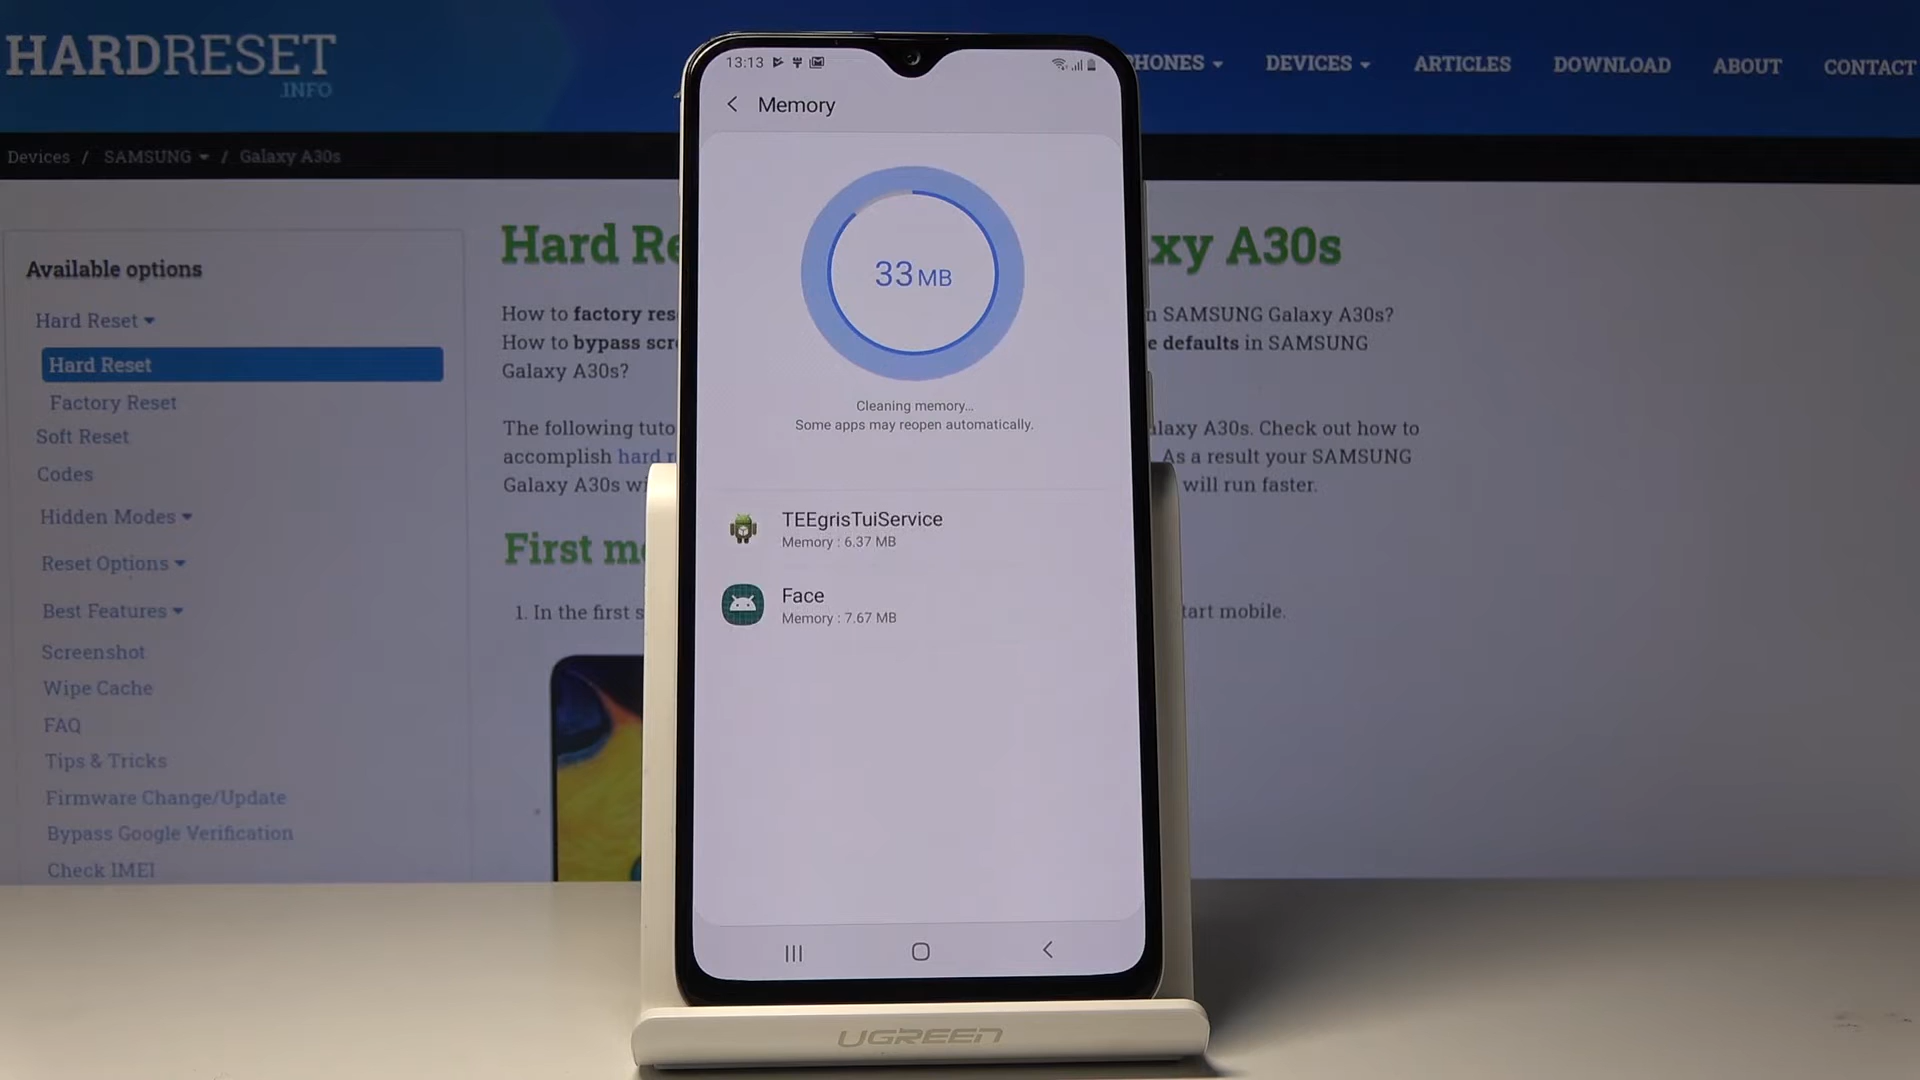 HARDRESET
.INFO
HONES
DEVICES
ARTICLES
DOWNLOAD
ABOUT
CONTACT
Devices / SAMSUNG / Galaxy A30s
Available options
Hard Reset
Hard Reset
Factory Reset
Soft Reset
Codes
Hidden Modes
Reset Options
Best Features
Screenshot
Wipe Cache
FAQ
Tips & Tricks
Firmware Change/Update
Bypass Google Verification
Check IMEI
Hard Re
xy A30s
How to factory res
n SAMSUNG Galaxy A30s?
How to bypass scr
e defaults in SAMSUNG
Galaxy A30s?
The following tuto
alaxy A30s. Check out how to
accomplish hard r
As a result your SAMSUNG
Galaxy A30s wi
will run faster.
First m
1. In the first s
tart mobile.
13:13
Memory
33 MB
Cleaning memory...
Some apps may reopen automatically.
TEEgrisTuiService
Memory : 6.37 MB
Face
Memory : 7.67 MB
UGREEN